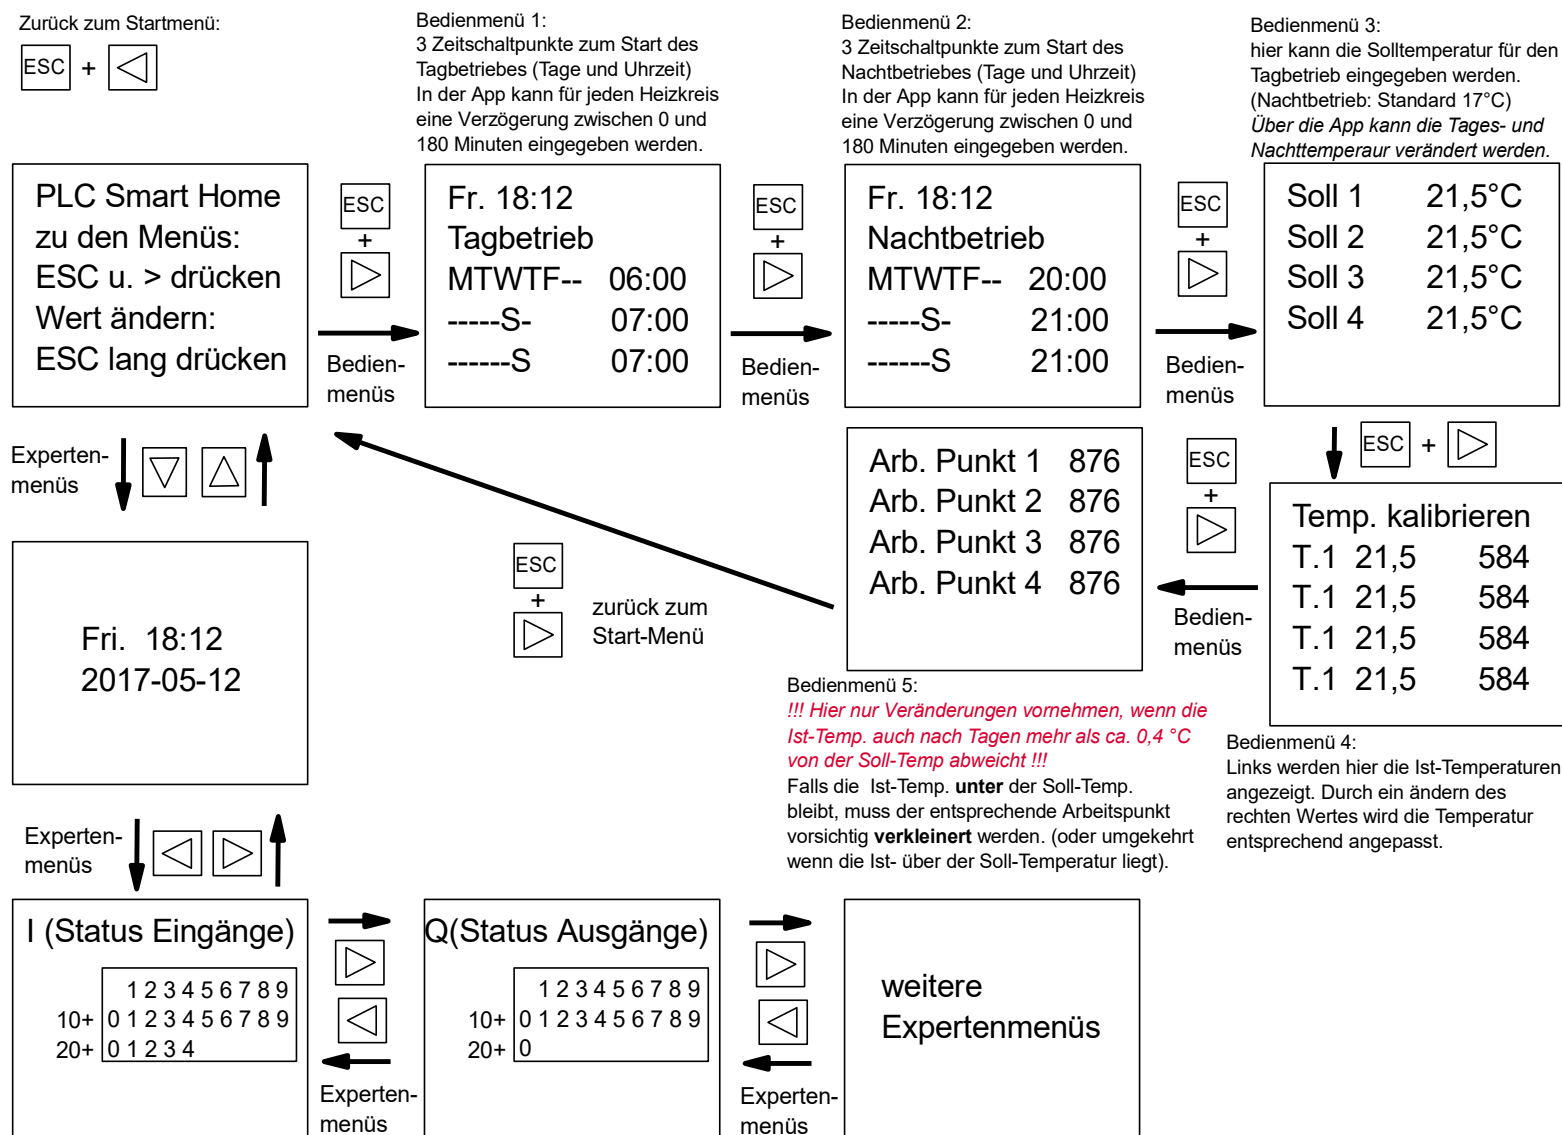 Zurück zum Startmenü:
ESC +
Bedienmenü 1:
3 Zeitschaltpunkte zum Start des
Tagbetriebes (Tage und Uhrzeit)
In der App kann für jeden Heizkreis
eine Verzögerung zwischen 0 und
180 Minuten eingegeben werden.
Bedienmenü 2:
3 Zeitschaltpunkte zum Start des
Nachtbetriebes (Tage und Uhrzeit)
In der App kann für jeden Heizkreis
eine Verzögerung zwischen 0 und
180 Minuten eingegeben werden.
Bedienmenü 3:
hier kann die Solltemperatur für den
Tagbetrieb eingegeben werden.
(Nachtbetrieb: Standard 17°C)
Über die App kann die Tages- und
Nachttemperaur verändert werden.
PLC Smart Home
zu den Menüs:
ESC u. > drücken
Wert ändern:
ESC lang drücken
ESC
+
Bedien-
menüs
Fr. 18:12
Tagbetrieb
MTWTF-- 06:00
-----S- 07:00
------S 07:00
ESC
+
Bedien-
menüs
Fr. 18:12
Nachtbetrieb
MTWTF-- 20:00
-----S- 21:00
------S 21:00
ESC
+
Bedien-
menüs
Soll 1 21,5°C
Soll 2 21,5°C
Soll 3 21,5°C
Soll 4 21,5°C
ESC +
Temp. kalibrieren
T.1 21,5 584
T.1 21,5 584
T.1 21,5 584
T.1 21,5 584
Bedienmenü 4:
Links werden hier die Ist-Temperaturen
angezeigt. Durch ein ändern des
rechten Wertes wird die Temperatur
entsprechend angepasst.
ESC
+
Bedien-
menüs
Arb. Punkt 1 876
Arb. Punkt 2 876
Arb. Punkt 3 876
Arb. Punkt 4 876
Bedienmenü 5:
!!! Hier nur Veränderungen vornehmen, wenn die
Ist-Temp. auch nach Tagen mehr als ca. 0,4 °C
von der Soll-Temp abweicht !!!
Falls die Ist-Temp. unter der Soll-Temp.
bleibt, muss der entsprechende Arbeitspunkt
vorsichtig verkleinert werden. (oder umgekehrt
wenn die Ist- über der Soll-Temperatur liegt).
ESC
+
zurück zum
Start-Menü
Experten-
menüs
Fri. 18:12
2017-05-12
Experten-
menüs
I (Status Eingänge)
1 2 3 4 5 6 7 8 9
10+ 0 1 2 3 4 5 6 7 8 9
20+ 0 1 2 3 4
Experten-
menüs
Q(Status Ausgänge)
1 2 3 4 5 6 7 8 9
10+ 0 1 2 3 4 5 6 7 8 9
20+ 0
Experten-
menüs
weitere
Expertenmenüs